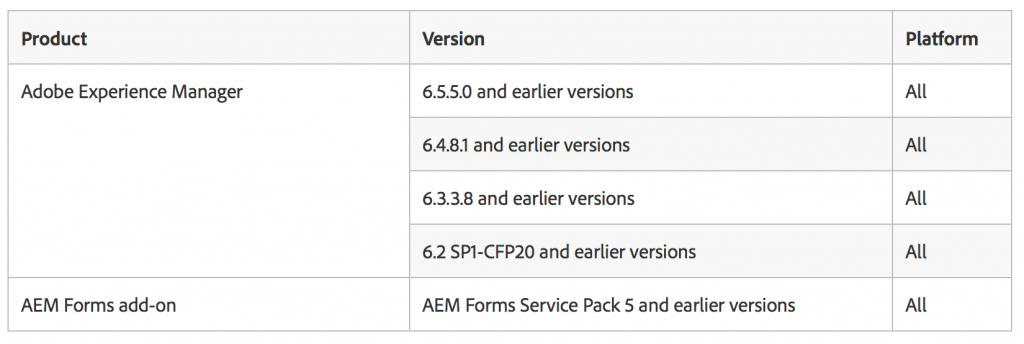 Product Version Platform
Adobe Experience Manager 6.5.5.0 and earlier versions All
6.4.8.1 and earlier versions All
6.3.3.8 and earlier versions All
6.2 SP1-CFP20 and earlier versions All
AEM Forms add-on AEM Forms Service Pack 5 and earlier versions All